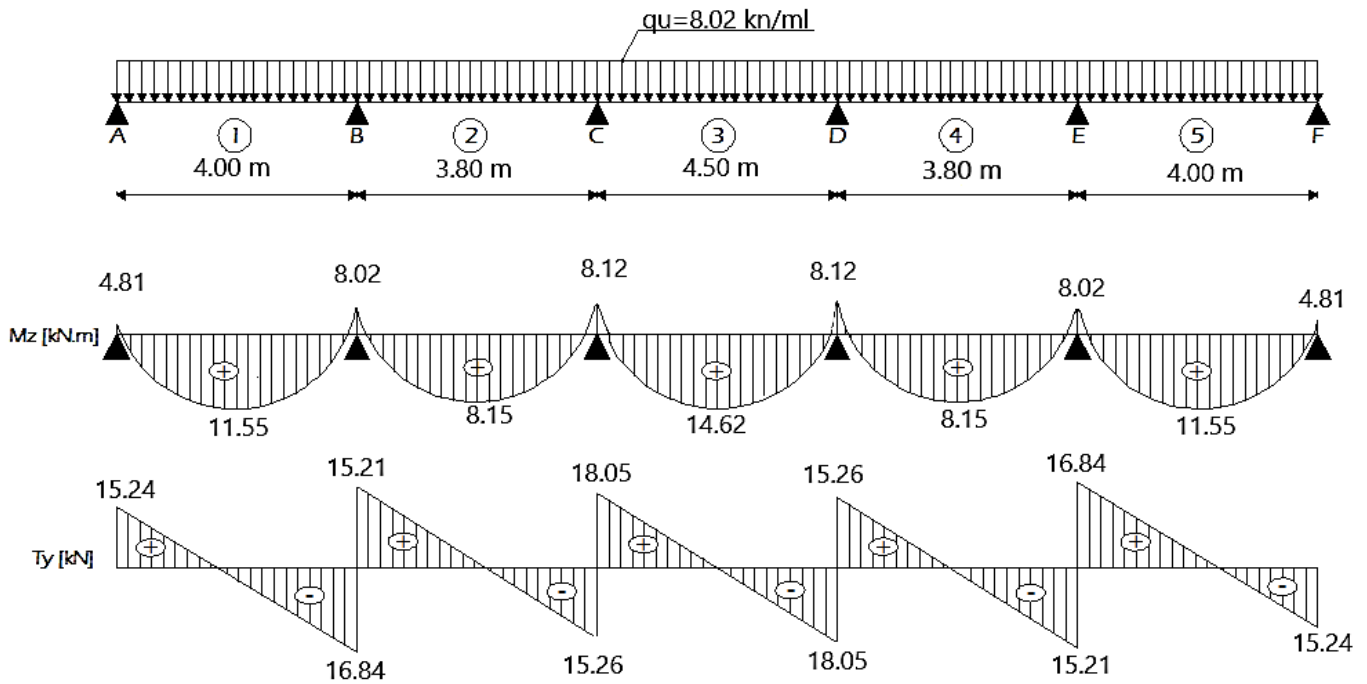 qu=8.02 kn/ml
A B C D E F
1 2 3 4 5
4.00 m 3.80 m 4.50 m 3.80 m 4.00 m
4.81 8.02 8.12 8.12 8.02 4.81
Mz [kN.m]
+ + + + +
11.55 8.15 14.62 8.15 11.55
15.24 15.21 18.05 15.26 16.84
Ty [kN]
+ + + + +
- - - - -
16.84 15.26 18.05 15.21 15.24